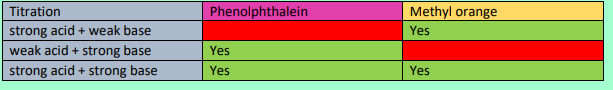 Titration Phenolphthalein Methyl orange
strong acid + weak base Yes
weak acid + strong base Yes
strong acid + strong base Yes Yes